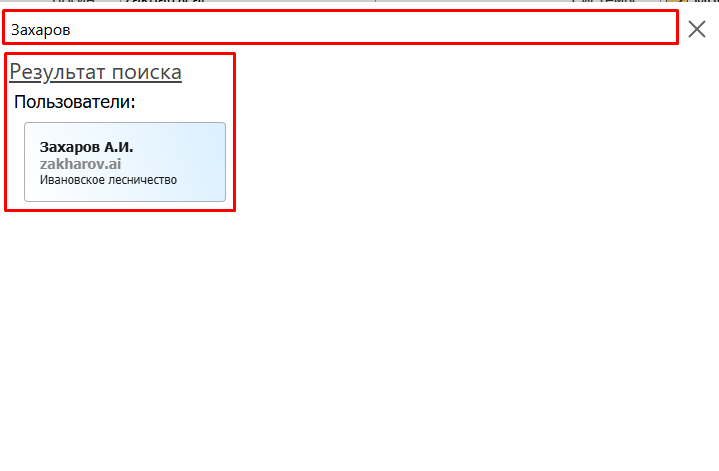 Захаров
Результат поиска
Пользователи:
Захаров А.И.
zakharov.ai
Ивановское лесничество